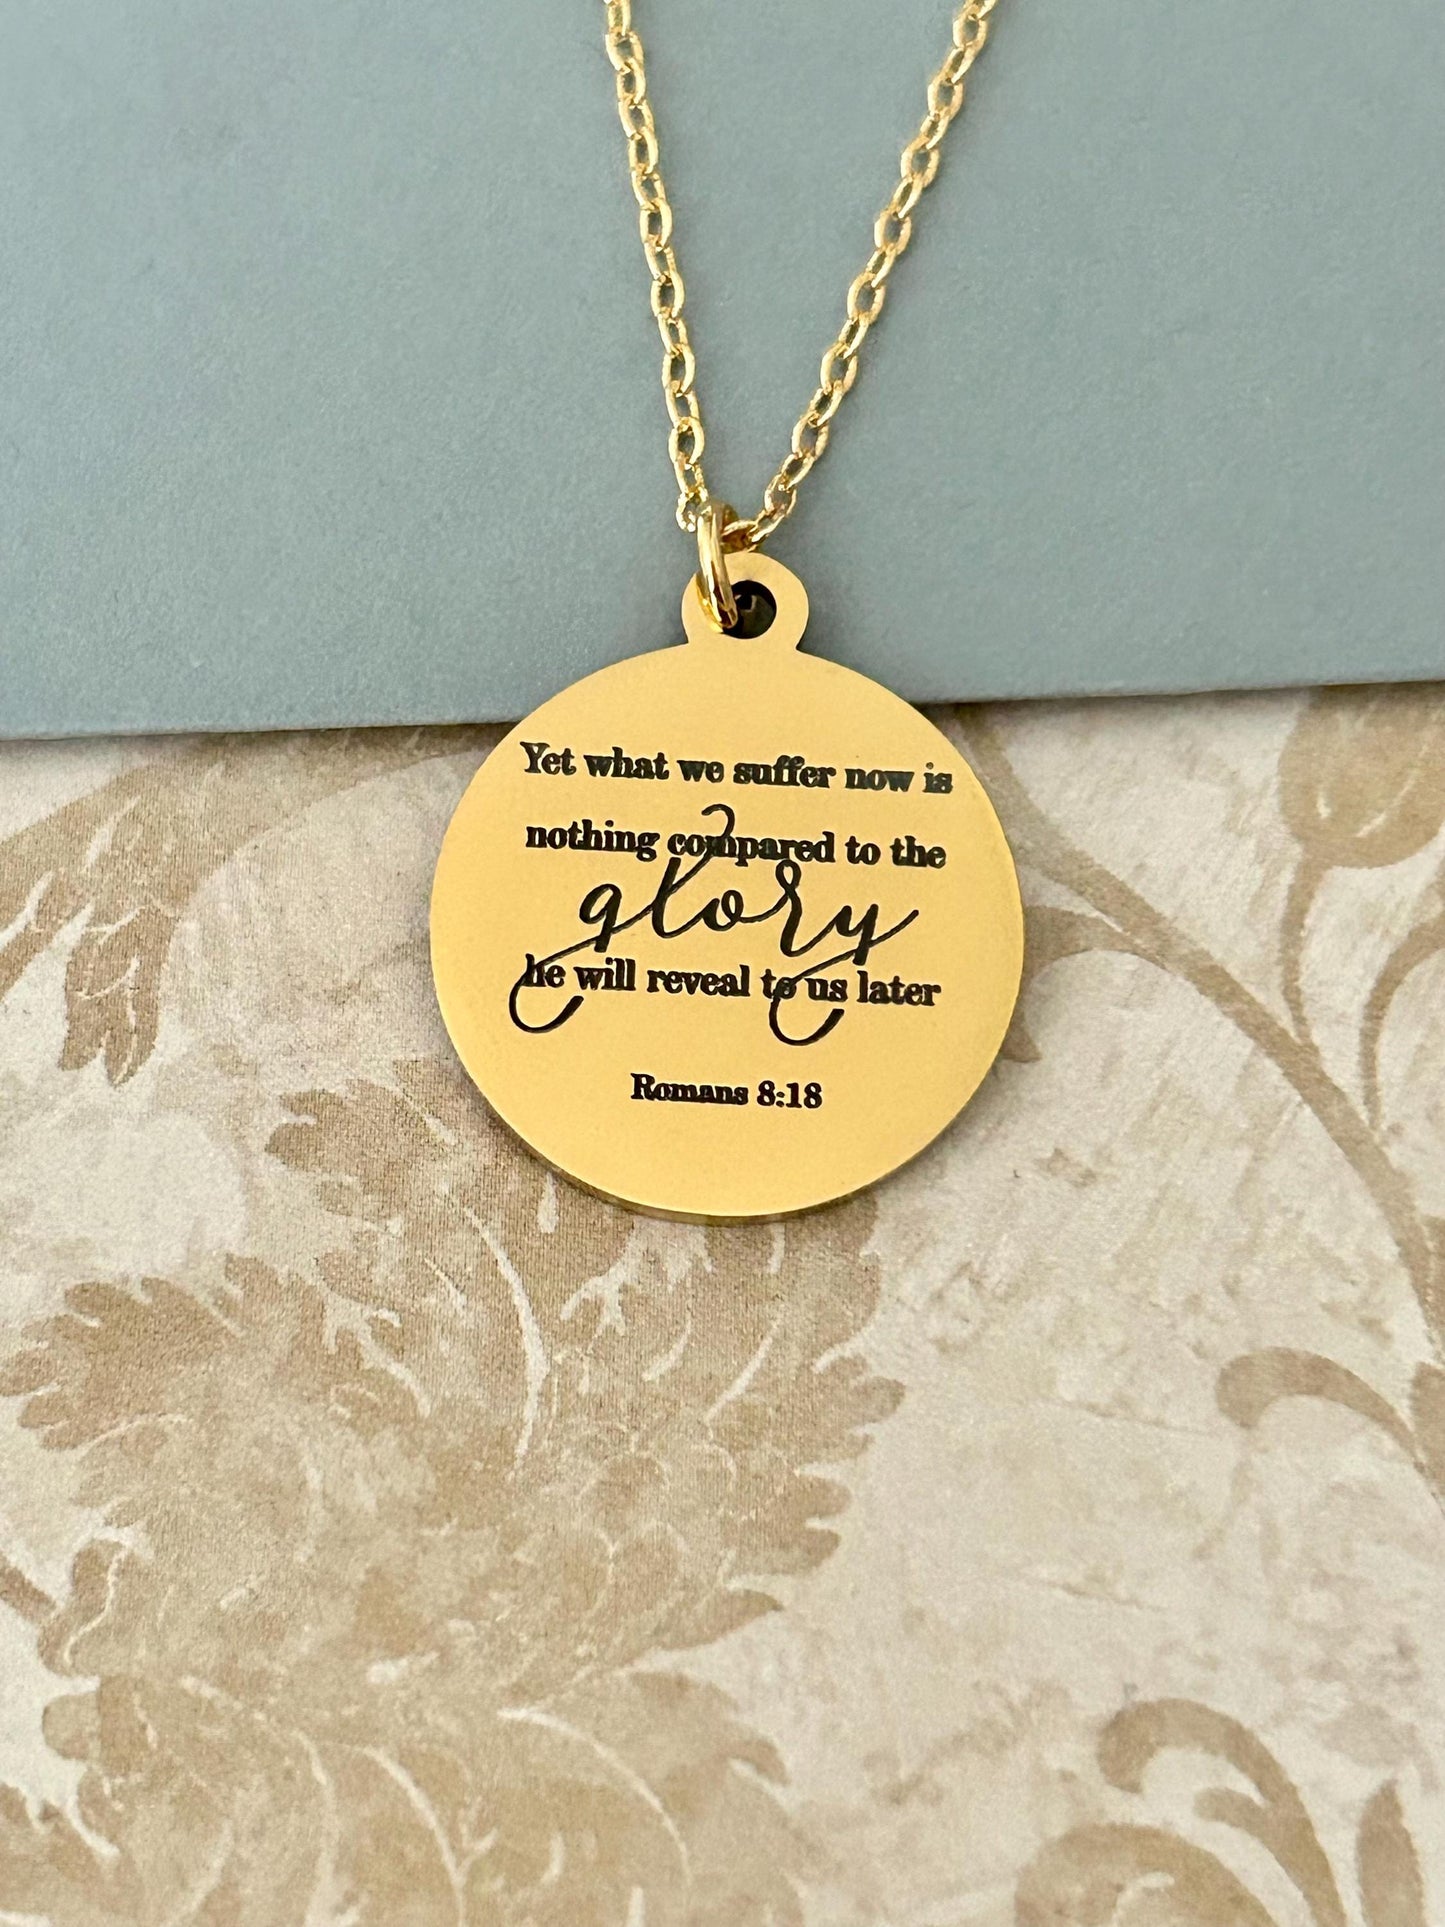 Yet what we suffer now is
nothing compared to the
glory
he will reveal to us later
Romans 8:18